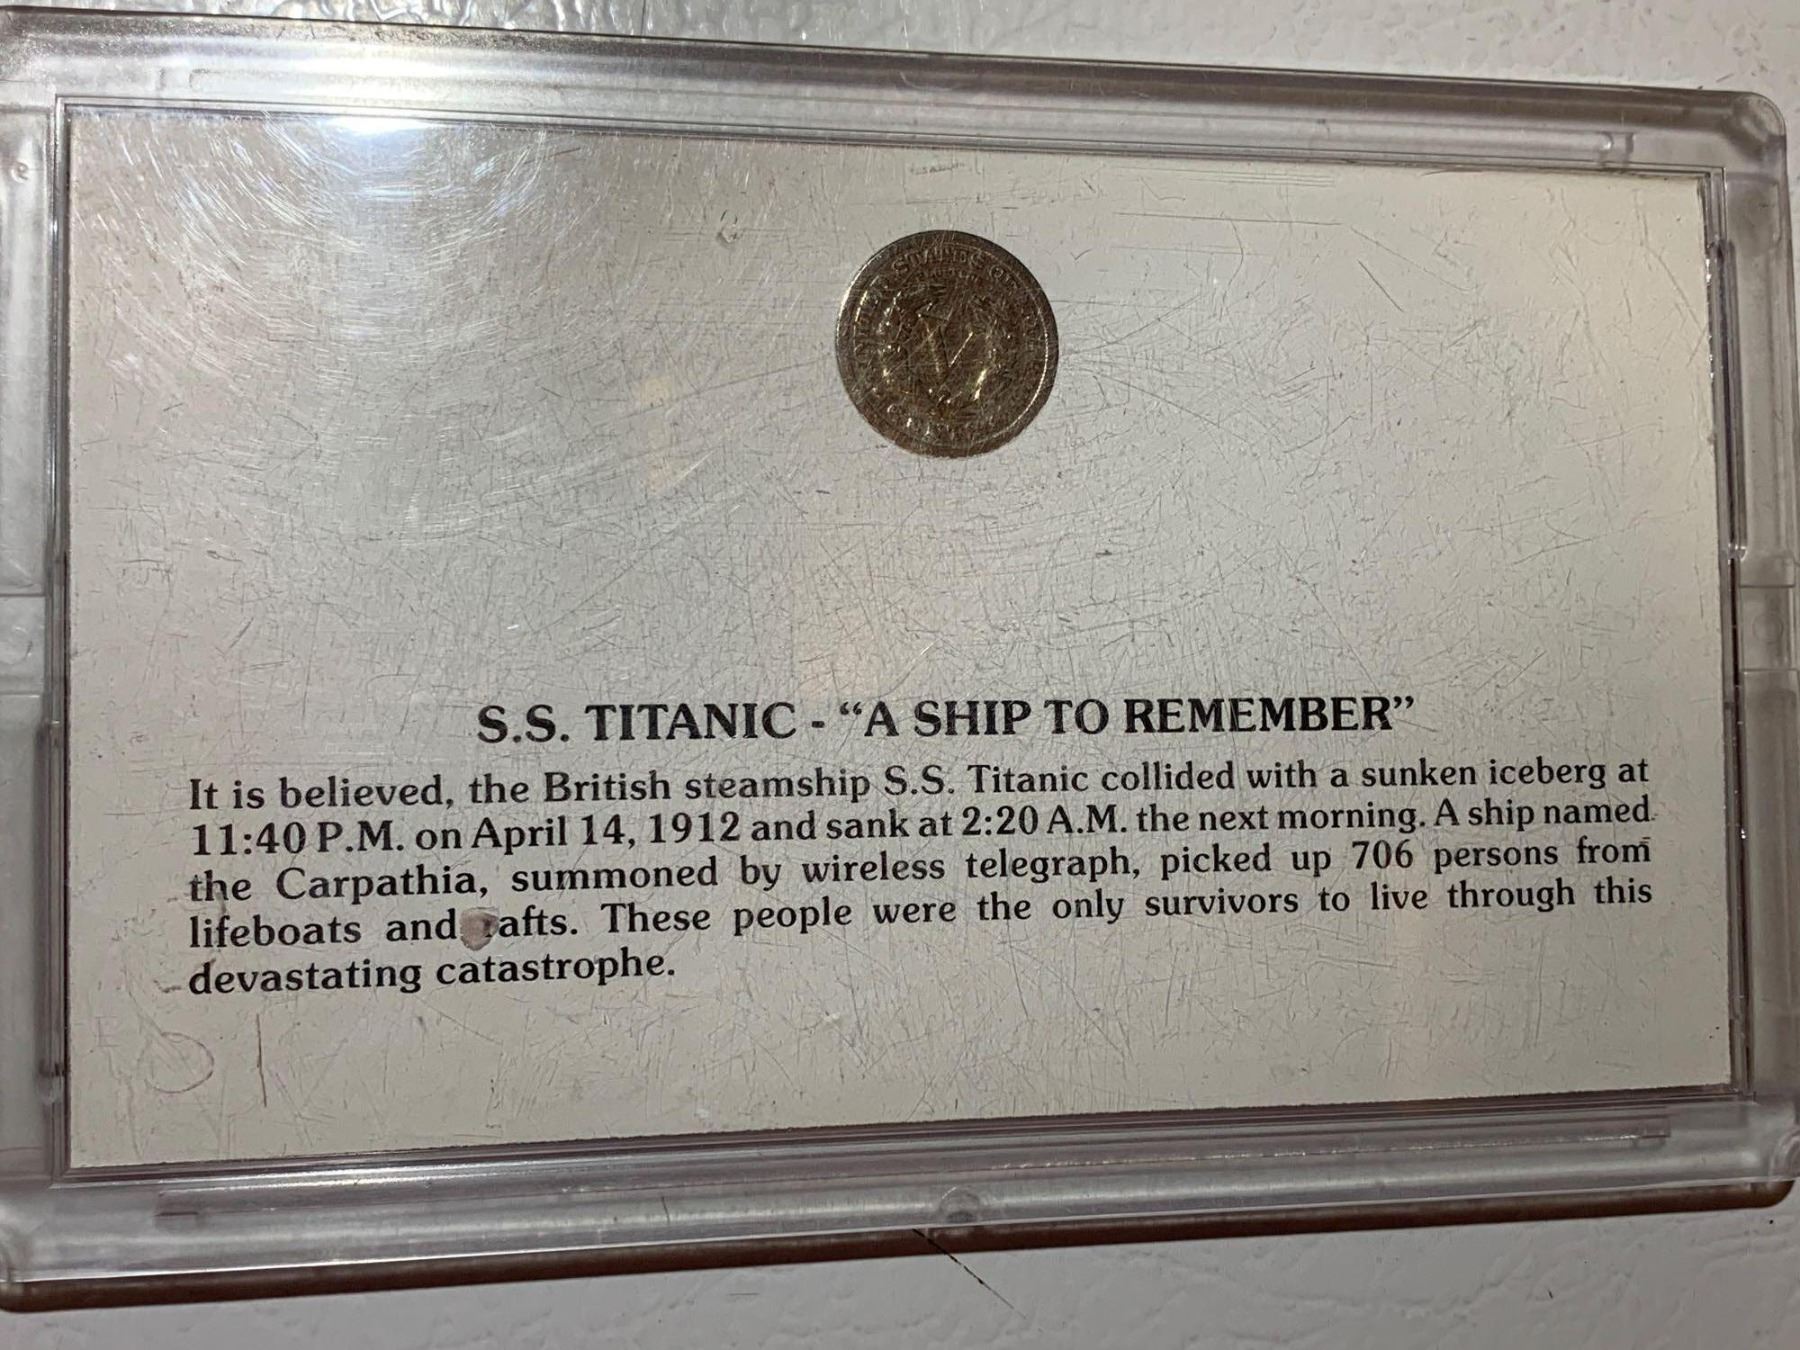 STATES OF
V
S.S. TITANIC - “A SHIP TO REMEMBER”
It is believed, the British steamship S.S. Titanic collided with a sunken iceberg at
11:40 P.M. on April 14, 1912 and sank at 2:20 A.M. the next morning. A ship named
the Carpathia, summoned by wireless telegraph, picked up 706 persons from
lifeboats and rafts. These people were the only survivors to live through this
devastating catastrophe.